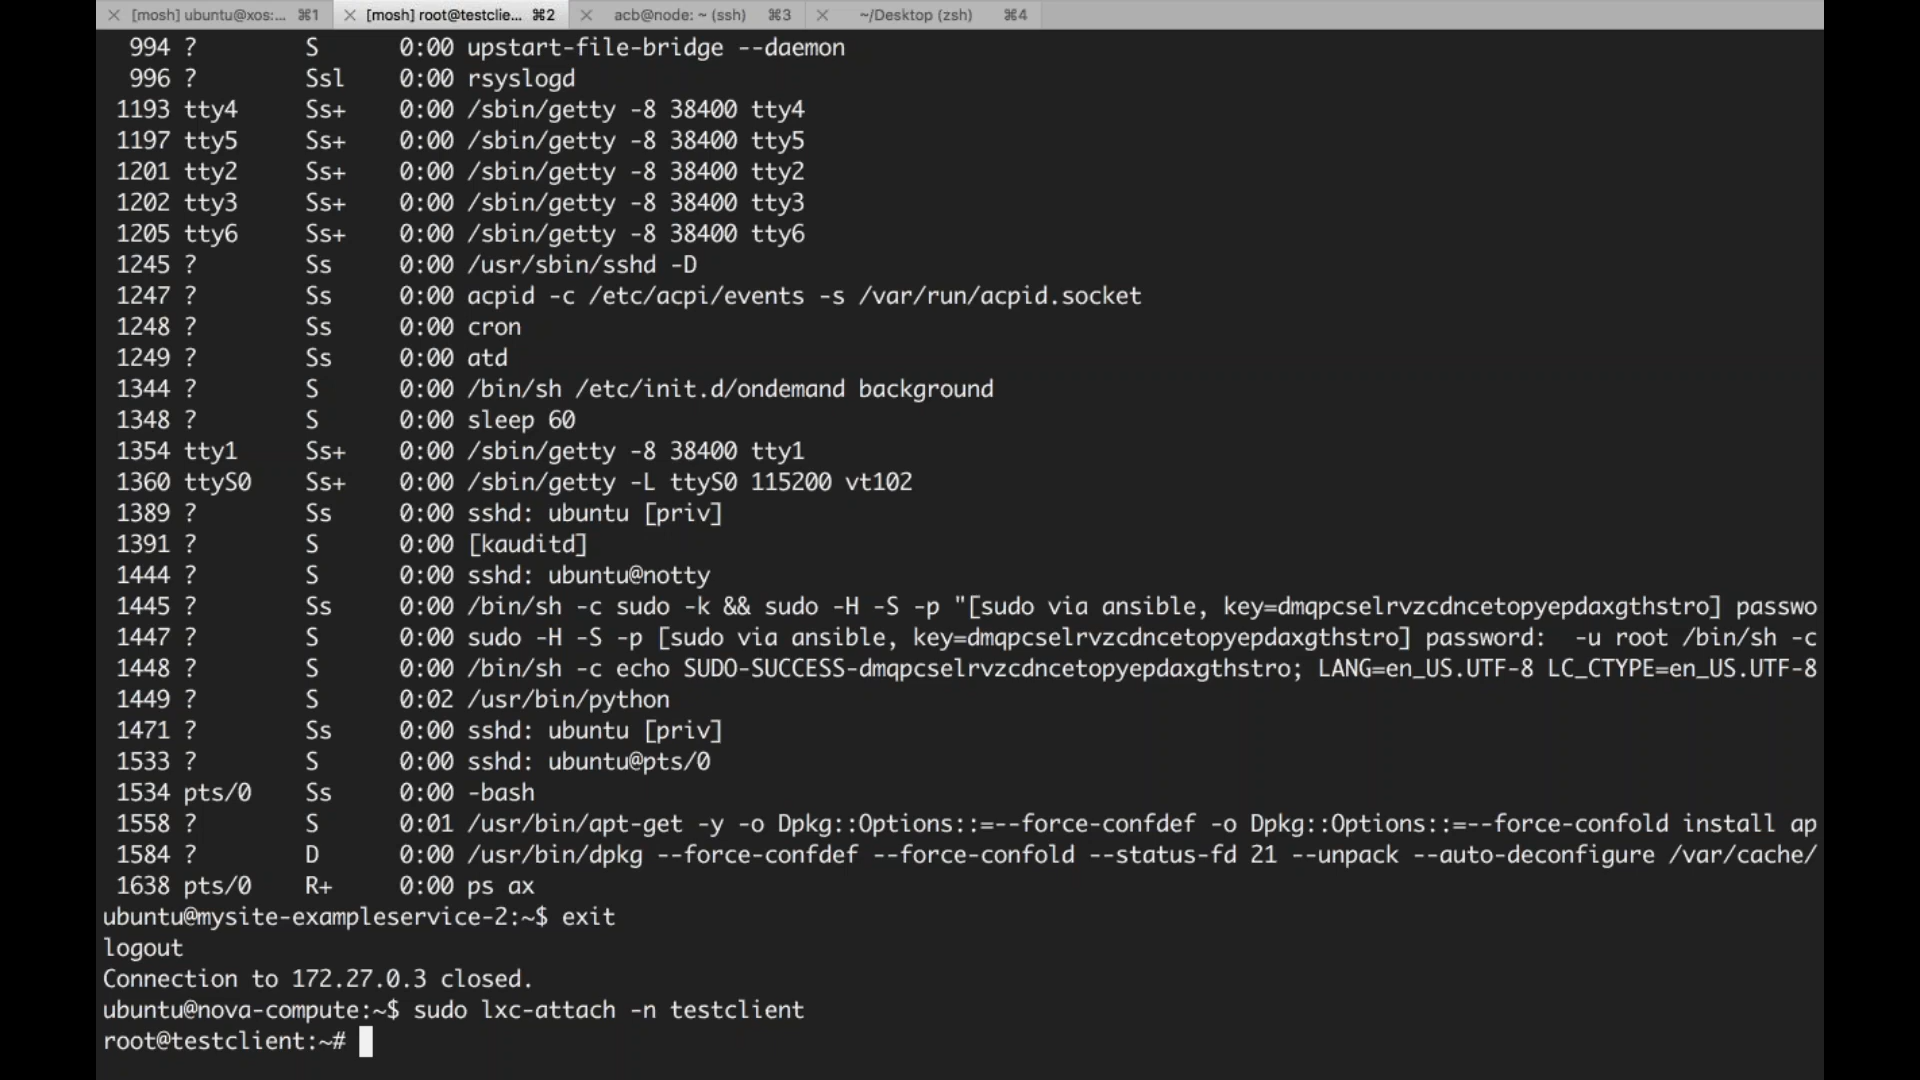 [mosh] ubuntu@xos:... ⌘1 [mosh] root@testclie... ⌘2 acb@node: ~ (ssh) ⌘3 ~/Desktop (zsh) ⌘4
994 ? S 0:00 upstart-file-bridge --daemon
996 ? Ssl 0:00 rsyslogd
1193 tty4 Ss+ 0:00 /sbin/getty -8 38400 tty4
1197 tty5 Ss+ 0:00 /sbin/getty -8 38400 tty5
1201 tty2 Ss+ 0:00 /sbin/getty -8 38400 tty2
1202 tty3 Ss+ 0:00 /sbin/getty -8 38400 tty3
1205 tty6 Ss+ 0:00 /sbin/getty -8 38400 tty6
1245 ? Ss 0:00 /usr/sbin/sshd -D
1247 ? Ss 0:00 acpid -c /etc/acpi/events -s /var/run/acpid.socket
1248 ? Ss 0:00 cron
1249 ? Ss 0:00 atd
1344 ? S 0:00 /bin/sh /etc/init.d/ondemand background
1348 ? S 0:00 sleep 60
1354 tty1 Ss+ 0:00 /sbin/getty -8 38400 tty1
1360 ttyS0 Ss+ 0:00 /sbin/getty -L ttyS0 115200 vt102
1389 ? Ss 0:00 sshd: ubuntu [priv]
1391 ? S 0:00 [kauditd]
1444 ? S 0:00 sshd: ubuntu@notty
1445 ? Ss 0:00 /bin/sh -c sudo -k && sudo -H -S -p "[sudo via ansible, key=dmqpcselrvzcdncetopyepdaxgthstro] passwo
1447 ? S 0:00 sudo -H -S -p [sudo via ansible, key=dmqpcselrvzcdncetopyepdaxgthstro] password:  -u root /bin/sh -c
1448 ? S 0:00 /bin/sh -c echo SUDO-SUCCESS-dmqpcselrvzcdncetopyepdaxgthstro; LANG=en_US.UTF-8 LC_CTYPE=en_US.UTF-8
1449 ? S 0:02 /usr/bin/python
1471 ? Ss 0:00 sshd: ubuntu [priv]
1533 ? S 0:00 sshd: ubuntu@pts/0
1534 pts/0 Ss 0:00 -bash
1558 ? S 0:01 /usr/bin/apt-get -y -o Dpkg::Options::=--force-confdef -o Dpkg::Options::=--force-confold install ap
1584 ? D 0:00 /usr/bin/dpkg --force-confdef --force-confold --status-fd 21 --unpack --auto-deconfigure /var/cache/
1638 pts/0 R+ 0:00 ps ax
ubuntu@mysite-exampleservice-2:~$ exit
logout
Connection to 172.27.0.3 closed.
ubuntu@nova-compute:~$ sudo lxc-attach -n testclient
root@testclient:~#